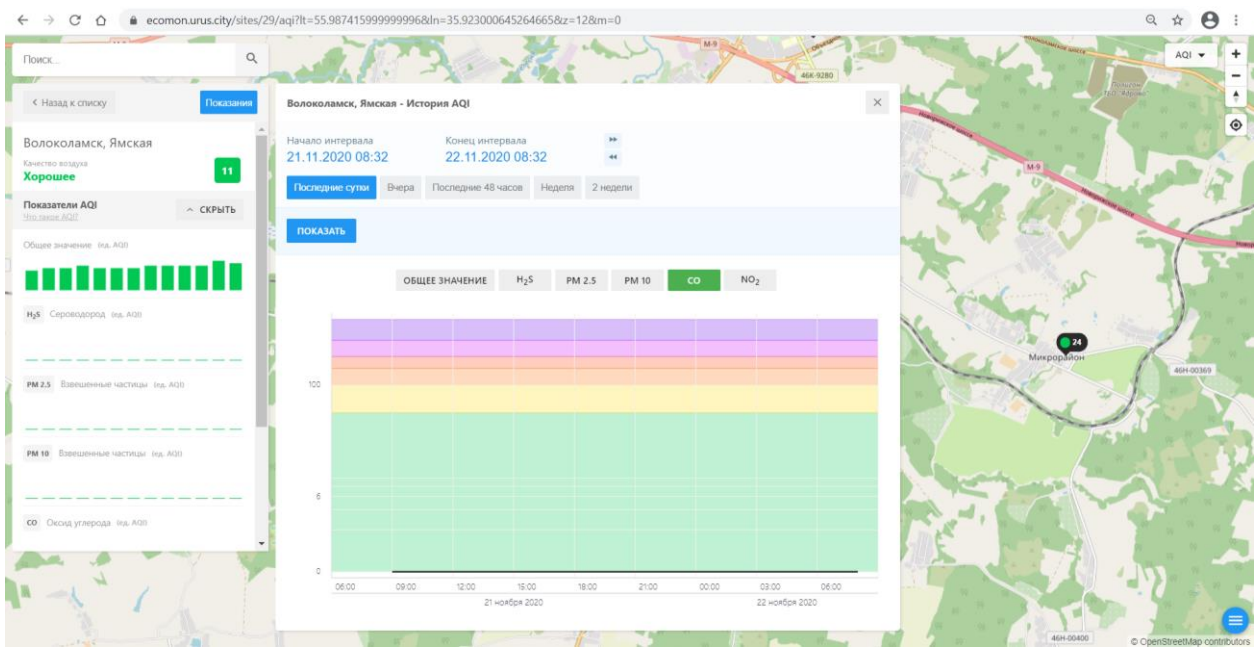 ecomon.urus.city/sites/29/aqi?lt=55.987415999999996&ln=35.923000645264665&z=12&m=0
Поиск...
М-9
46К-9280
AQI
Назад к списку
Показания
Волоколамск, Ямская - История AQI
Волоколамск, Ямская
Качество воздуха
Хорошее
11
Начало интервала
Конец интервала
21.11.2020 08:32
22.11.2020 08:32
Последние сутки
Вчера
Последние 48 часов
Неделя
2 недели
Показатели AQI
Что такое AQI?
СКРЫТЬ
ПОКАЗАТЬ
Общее значение (ед. AQI)
ОБЩЕЕ ЗНАЧЕНИЕ
H₂S
PM 2.5
PM 10
CO
NO₂
H₂S Сероводород (ед. AQI)
PM 2.5 Взвешенные частицы (ед. AQI)
PM 10 Взвешенные частицы (ед. AQI)
CO Оксид углерода (ед. AQI)
100
6
0
06:00 09:00 12:00 15:00 18:00 21:00 00:00 03:00 06:00
21 ноября 2020
22 ноября 2020
М-9
24
Микрорайон
46Н-00369
46Н-00400
© OpenStreetMap contributors